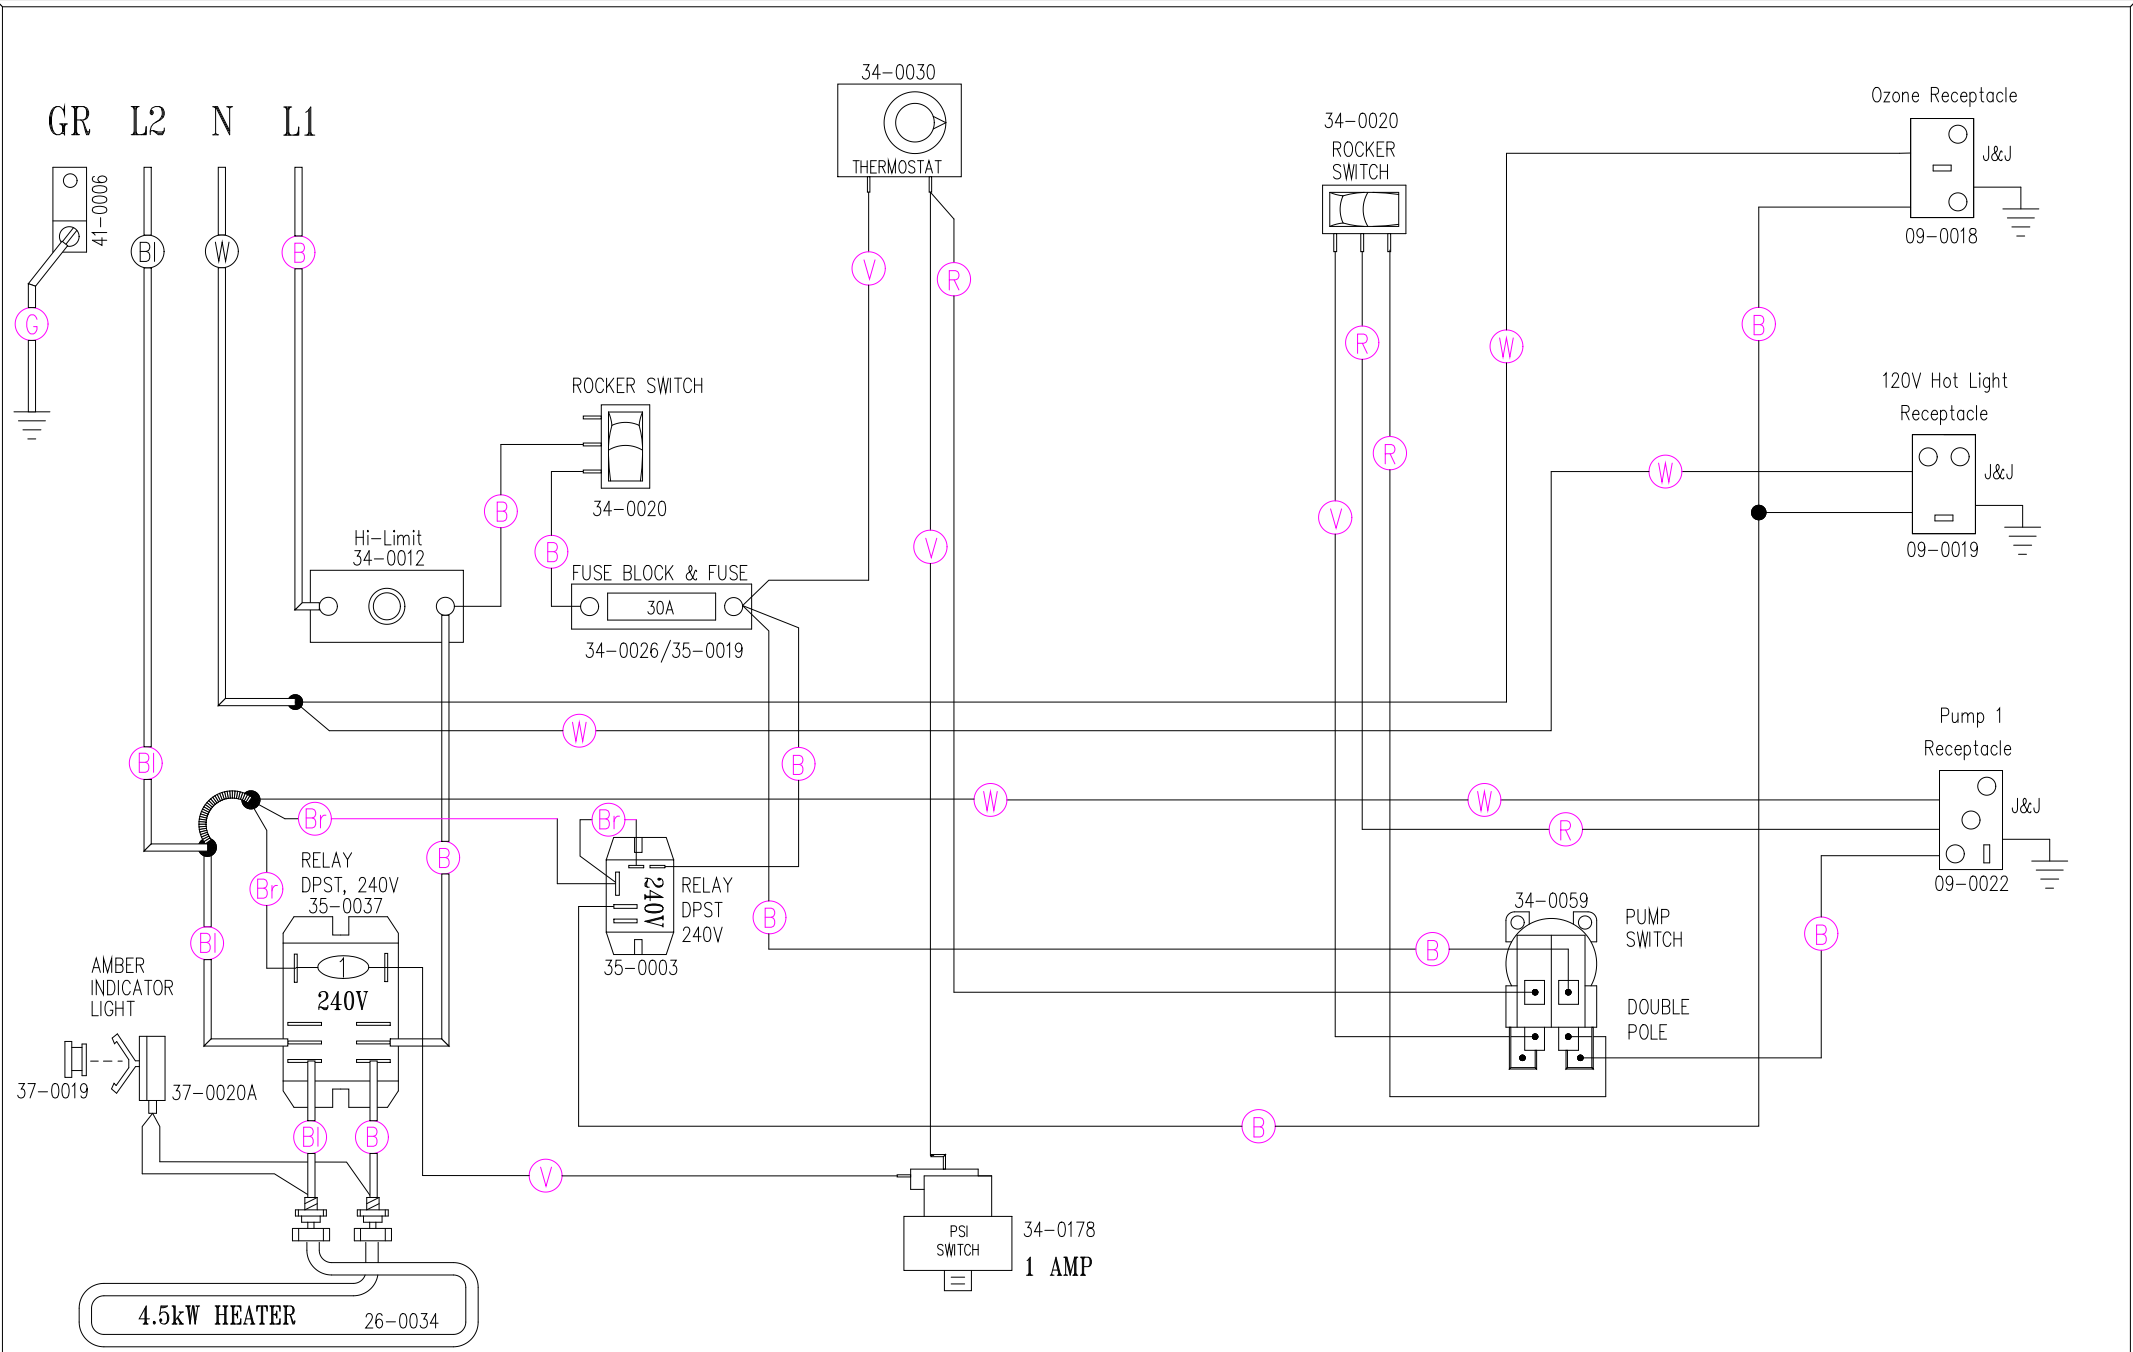 GR L2 N L1
41-0006
Bl
W
B
G
34-0030
THERMOSTAT
V
R
34-0020
ROCKER
SWITCH
Ozone Receptacle
J&J
09-0018
R
W
B
R
V
120V Hot Light
Receptacle
J&J
09-0019
W
ROCKER SWITCH
34-0020
B
B
V
Hi-Limit
34-0012
FUSE BLOCK & FUSE
30A
34-0026/35-0019
W
Bl
B
Pump 1
Receptacle
J&J
09-0022
W
W
R
Br
Br
B
Br
RELAY
DPST, 240V
35-0037
1
240V
240V
RELAY
DPST
240V
35-0003
B
B
34-0059
PUMP
SWITCH
DOUBLE
POLE
B
Bl
AMBER
INDICATOR
LIGHT
37-0019
37-0020A
Bl
B
B
V
PSI
SWITCH
34-0178
1 AMP
4.5kW HEATER
26-0034